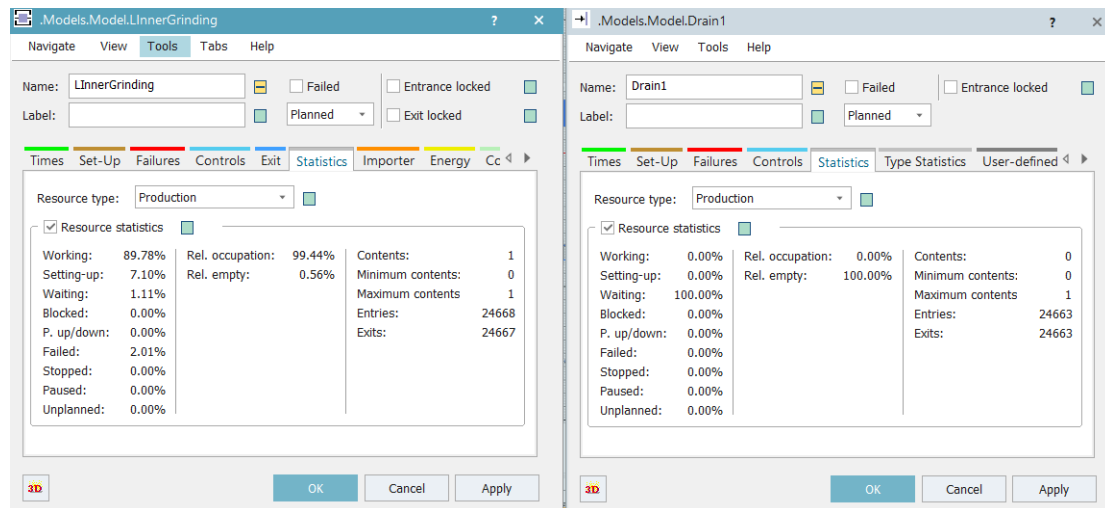 .Models.Model.LInnerGrinding ? ×
Navigate View Tools Tabs Help
Name: LInnerGrinding Failed Entrance locked
Label: Planned Exit locked
Times Set-Up Failures Controls Exit Statistics Importer Energy Cc
Resource type: Production
Resource statistics
Working: 89.78% Rel. occupation: 99.44% Contents: 1
Setting-up: 7.10% Rel. empty: 0.56% Minimum contents: 0
Waiting: 1.11% Maximum contents 1
Blocked: 0.00% Entries: 24668
P. up/down: 0.00% Exits: 24667
Failed: 2.01%
Stopped: 0.00%
Paused: 0.00%
Unplanned: 0.00%
3D OK Cancel Apply
.Models.Model.Drain1 ? ×
Navigate View Tools Help
Name: Drain1 Failed Entrance locked
Label: Planned
Times Set-Up Failures Controls Statistics Type Statistics User-defined
Resource type: Production
Resource statistics
Working: 0.00% Rel. occupation: 0.00% Contents: 0
Setting-up: 0.00% Rel. empty: 100.00% Minimum contents: 0
Waiting: 100.00% Maximum contents 1
Blocked: 0.00% Entries: 24663
P. up/down: 0.00% Exits: 24663
Failed: 0.00%
Stopped: 0.00%
Paused: 0.00%
Unplanned: 0.00%
3D OK Cancel Apply